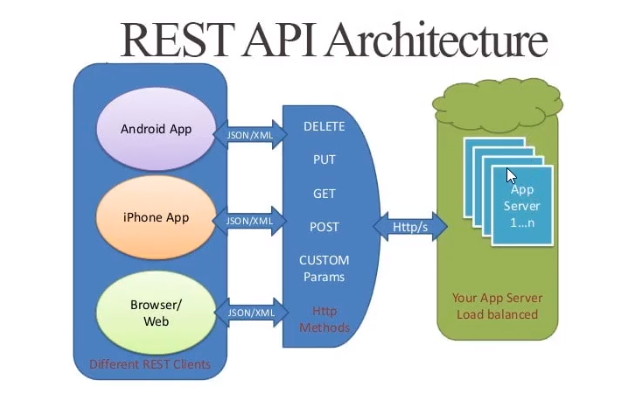 REST API Architecture
Android App
JSON/XML
iPhone App
JSON/XML
Browser/
Web
JSON/XML
Different REST Clients
DELETE
PUT
GET
POST
CUSTOM
Params
Http
Methods
Http/s
App
Server
1...n
Your App Server
Load balanced